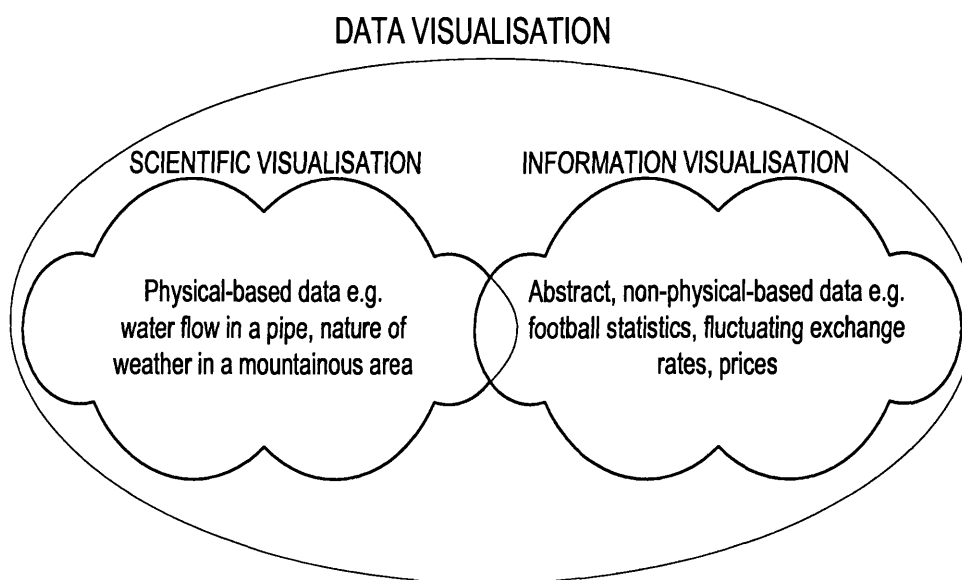 DATA VISUALISATION
SCIENTIFIC VISUALISATION
INFORMATION VISUALISATION
Physical-based data e.g.
water flow in a pipe, nature of
weather in a mountainous area
Abstract, non-physical-based data e.g.
football statistics, fluctuating exchange
rates, prices